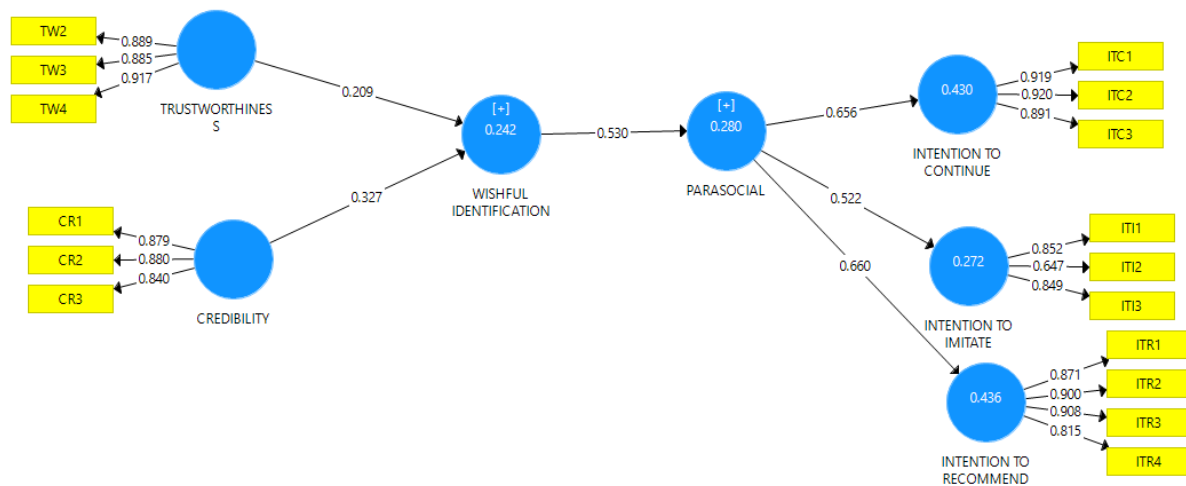 TW2
TW3
TW4
0.889
0.885
0.917
TRUSTWORTHINES
S
0.209
CR1
CR2
CR3
0.879
0.880
0.840
CREDIBILITY
0.327
[+]
0.242
WISHFUL
IDENTIFICATION
0.530
[+]
0.280
PARASOCIAL
0.656
0.522
0.660
0.430
INTENTION TO
CONTINUE
0.919
0.920
0.891
ITC1
ITC2
ITC3
0.272
INTENTION TO
IMITATE
0.852
0.647
0.849
ITI1
ITI2
ITI3
0.436
INTENTION TO
RECOMMEND
0.871
0.900
0.908
0.815
ITR1
ITR2
ITR3
ITR4